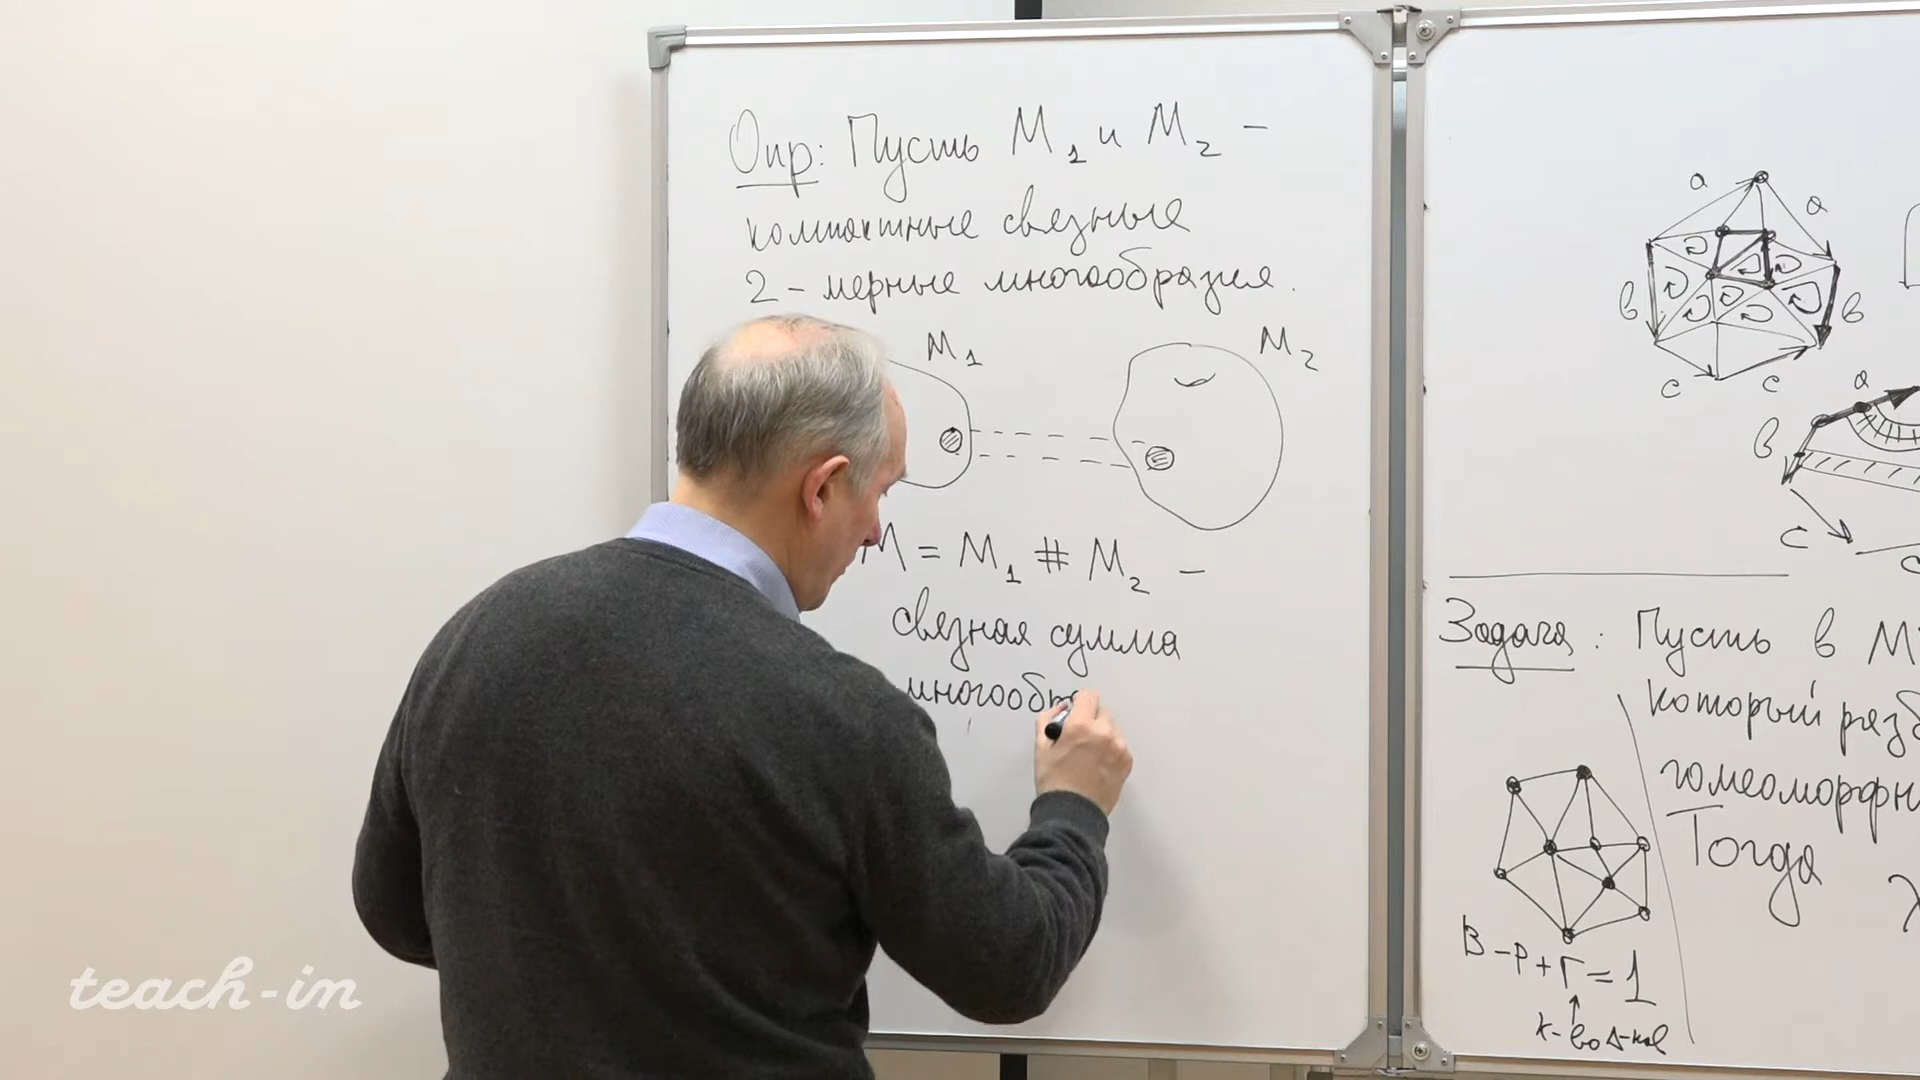 Опр: Пусть M₁ и M₂ –
компактные связные
2 – мерные многообразия.
M₁
M₂
M = M₁ # M₂ –
связная сумма
многообра
a
a
в
в
c
c
a
в
c
c
Задача: Пусть в M
который разб
гомеоморфн
Тогда
χ
В – Р + Г = 1
к-во Δ-ков
teach-in